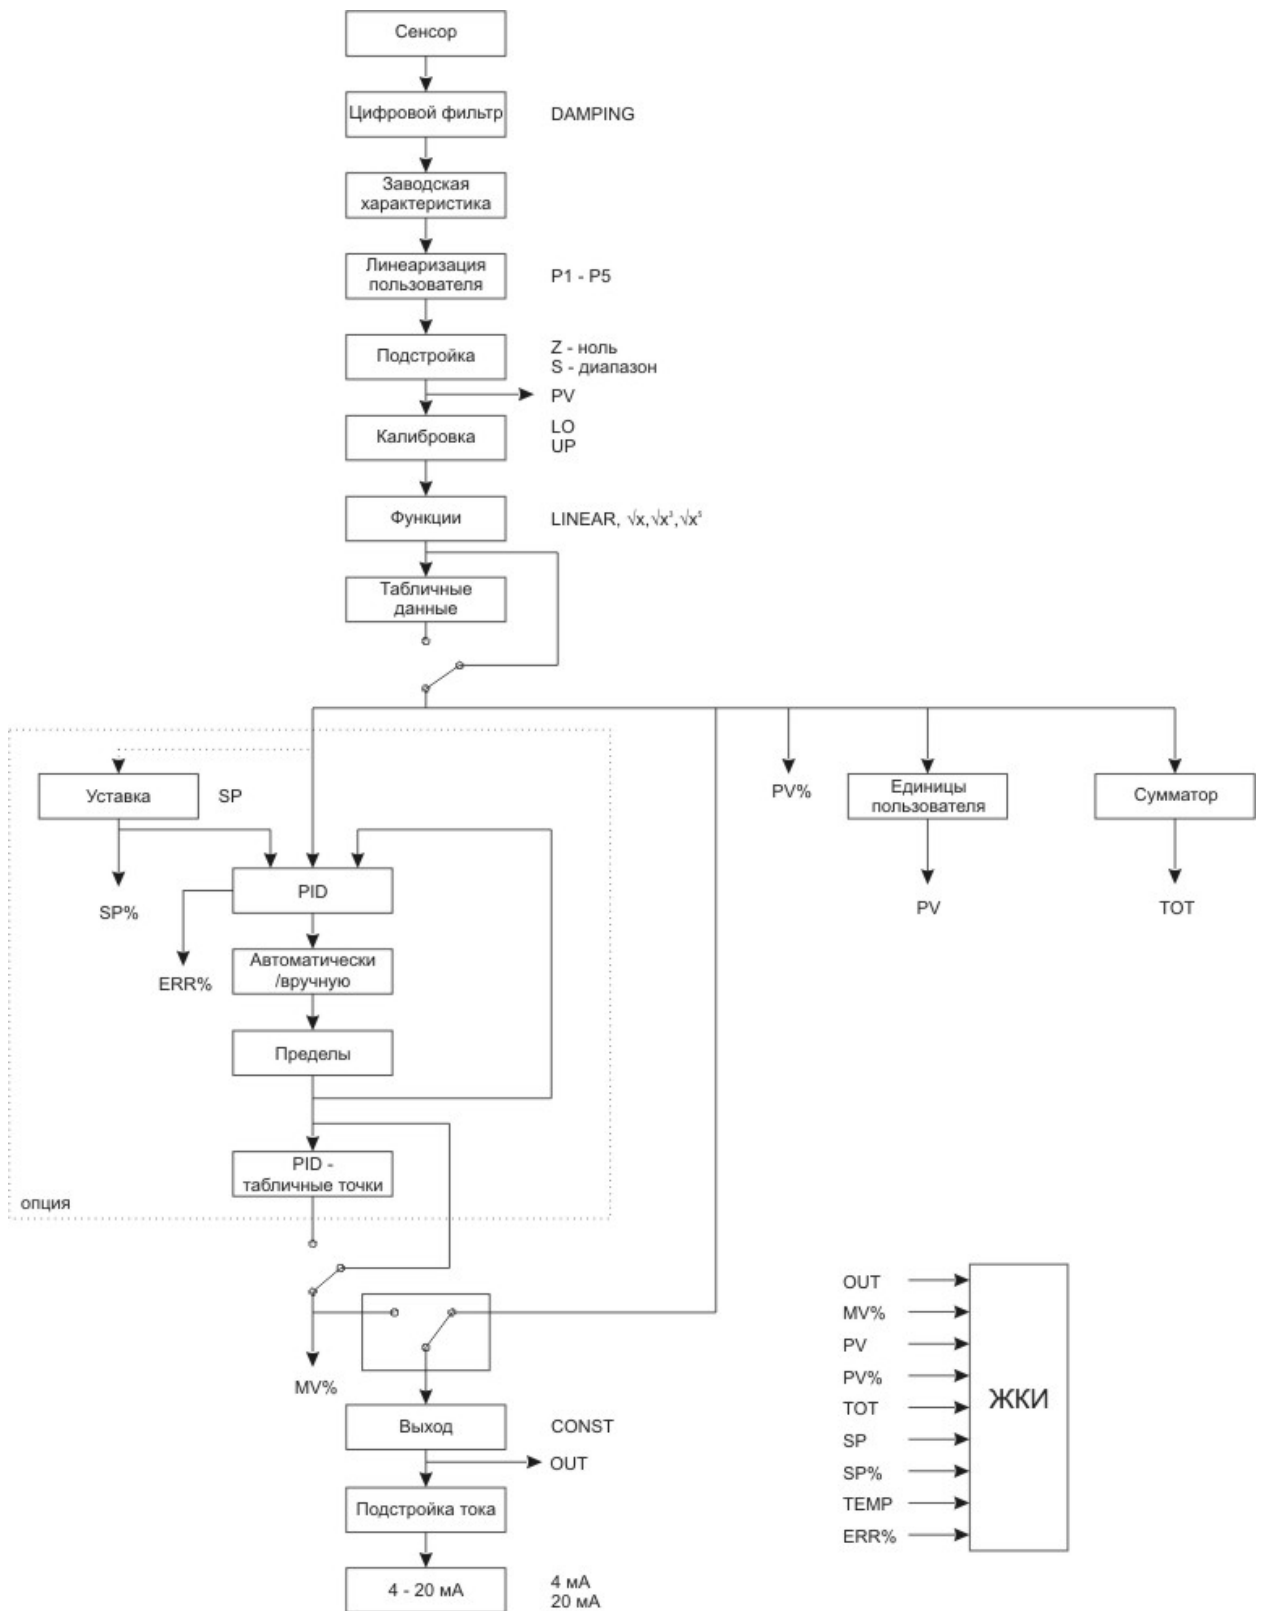 Сенсор
Цифровой фильтр
DAMPING
Заводская
характеристика
Линеаризация
пользователя
P1 - P5
Подстройка
Z - ноль
S - диапазон
PV
Калибровка
LO
UP
Функции
LINEAR, √x, √x³, √x⁵
Табличные
данные
Уставка
SP
PV%
Единицы
пользователя
Сумматор
SP%
PID
PV
TOT
ERR%
Автоматически
/вручную
Пределы
PID -
табличные точки
опция
MV%
Выход
CONST
OUT
Подстройка тока
4 - 20 мА
4 мА
20 мА
OUT
MV%
PV
PV%
TOT
SP
SP%
TEMP
ERR%
ЖКИ